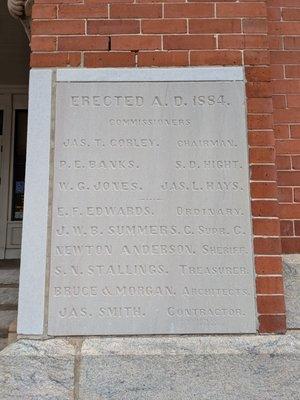 ERECTED A.D. 1884.
COMMISSIONERS
JAS. T. CORLEY. CHAIRMAN.
P.E. BANKS. S.D. HIGHT.
W.G. JONES. JAS. L. HAYS.
E.F. EDWARDS. ORDINARY.
J.W.B. SUMMERS. C. SUPR. C.
NEWTON ANDERSON. SHERIFF.
S.N. STALLINGS. TREASURER.
BRUCE & MORGAN. ARCHITECTS.
JAS. SMITH. CONTRACTOR.